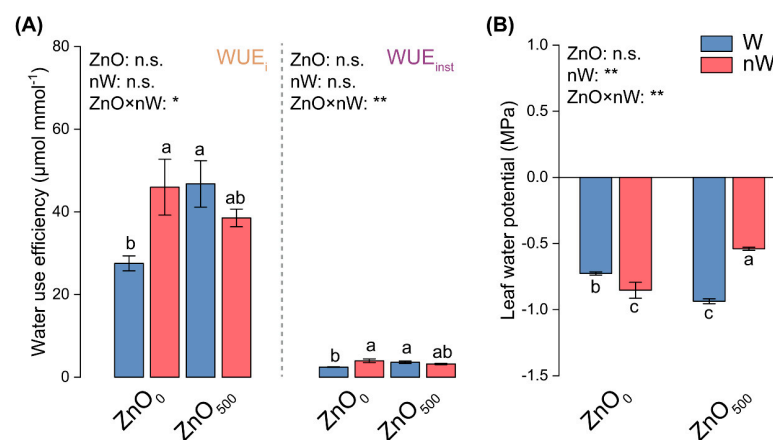 (A)
Water use efficiency (µmol mmol⁻¹)
80
60
40
20
0
ZnO: n.s.
nW: n.s.
ZnO×nW: *
WUEᵢ
b
a
a
ab
ZnO₀
ZnO₅₀₀
ZnO: n.s.
nW: n.s.
ZnO×nW: **
WUEinst
b
a
a
ab
ZnO₀
ZnO₅₀₀
(B)
Leaf water potential (MPa)
1.0
0.5
0.0
-0.5
-1.0
-1.5
ZnO: n.s.
nW: **
ZnO×nW: **
W
nW
b
c
c
a
ZnO₀
ZnO₅₀₀